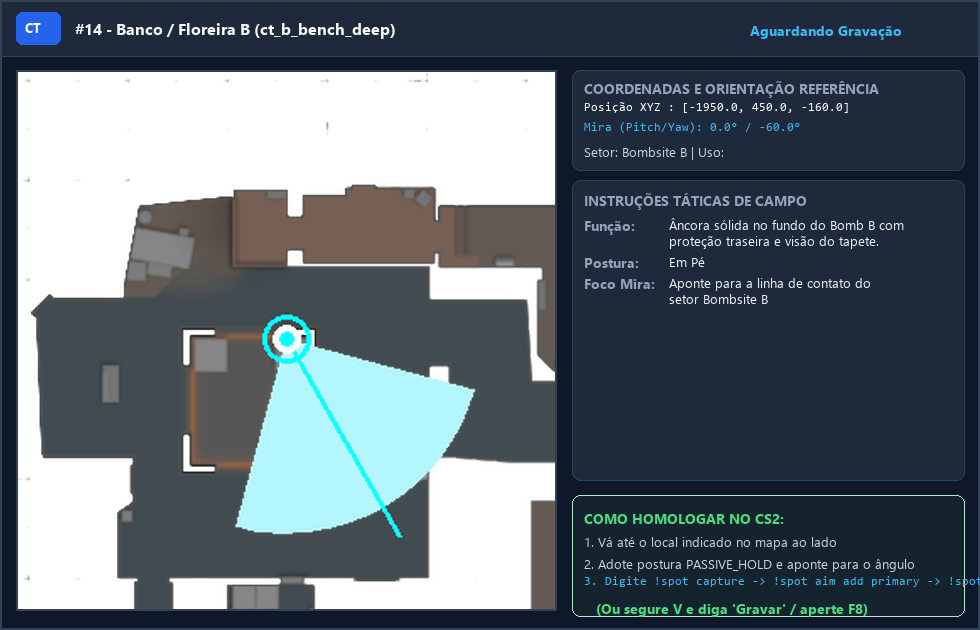 CT
#14 - Banco / Floreira B (ct_b_bench_deep)
Aguardando Gravação
COORDENADAS E ORIENTAÇÃO REFERÊNCIA
Posição XYZ : [-1950.0, 450.0, -160.0]
Mira (Pitch/Yaw): 0.0° / -60.0°
Setor: Bombsite B | Uso:
INSTRUÇÕES TÁTICAS DE CAMPO
Função: Âncora sólida no fundo do Bomb B com
proteção traseira e visão do tapete.
Postura: Em Pé
Foco Mira: Aponte para a linha de contato do
setor Bombsite B
COMO HOMOLOGAR NO CS2:
1. Vá até o local indicado no mapa ao lado
2. Adote postura PASSIVE_HOLD e aponte para o ângulo
3. Digite !spot capture -> !spot aim add primary -> !spot
(Ou segure V e diga 'Gravar' / aperte F8)